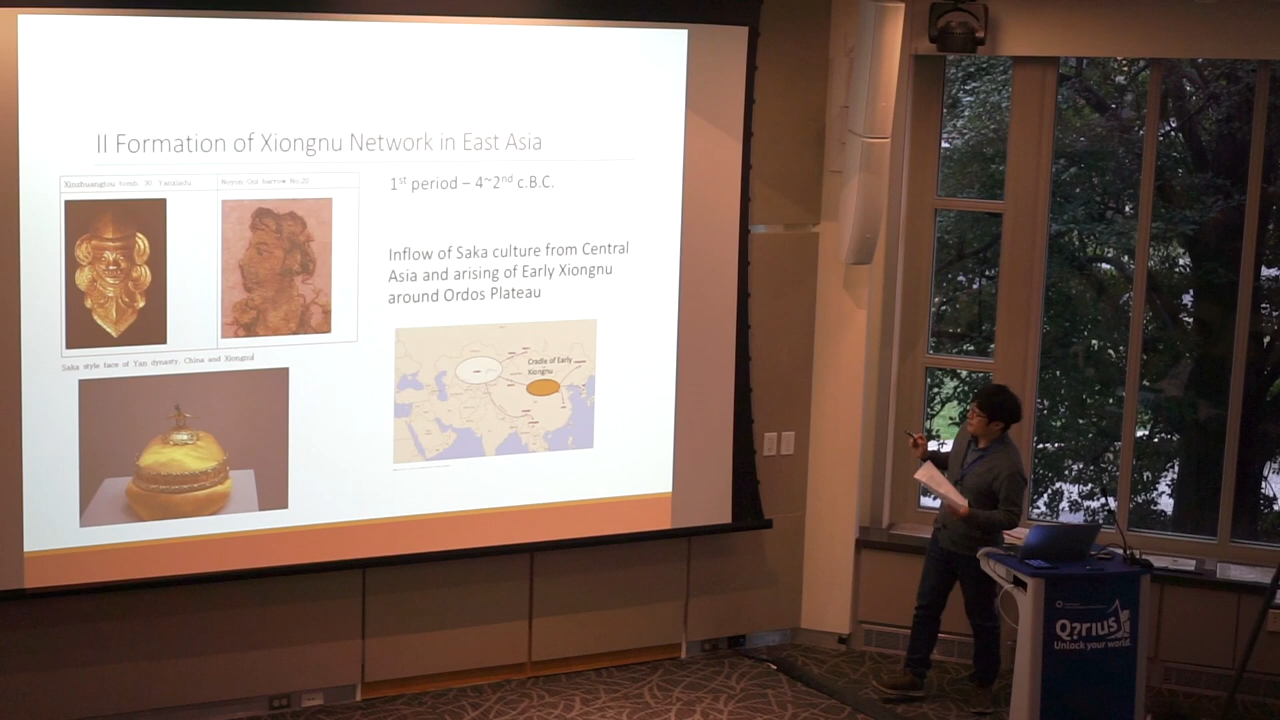 II Formation of Xiongnu Network in East Asia
Xinzhuangtou tomb. 30 Yanxiadu
Noyon Oul barrow No.25
Saka style face of Yan dynasty, China and Xiongnu
1st period – 4~2nd c.B.C.
Inflow of Saka culture from Central
Asia and arising of Early Xiongnu
around Ordos Plateau
Cradle of Early
Xiongnu
Q?rius
Unlock your world.